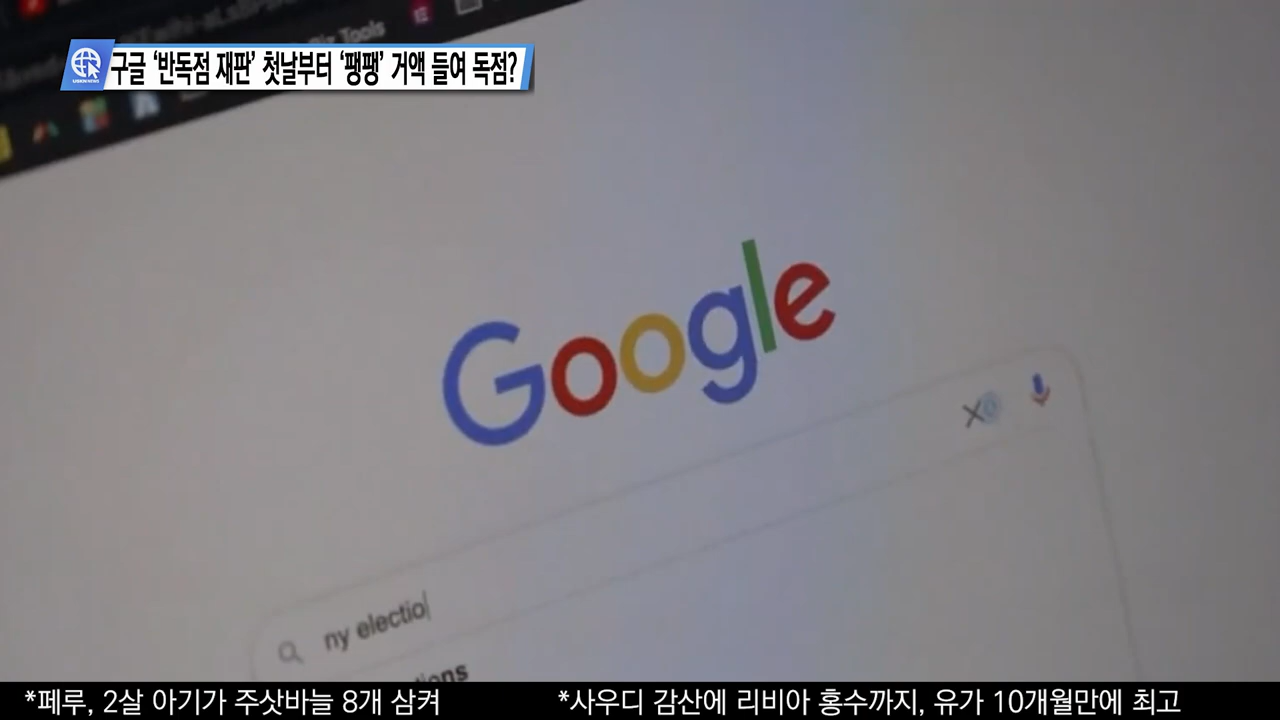 Tools
구글 ‘반독점 재판’ 첫날부터 ‘팽팽’ 거액 들여 독점?
Google
ny electio
*페루, 2살 아기가 주삿바늘 8개 삼켜 *사우디 감산에 리비아 홍수까지, 유가 10개월만에 최고